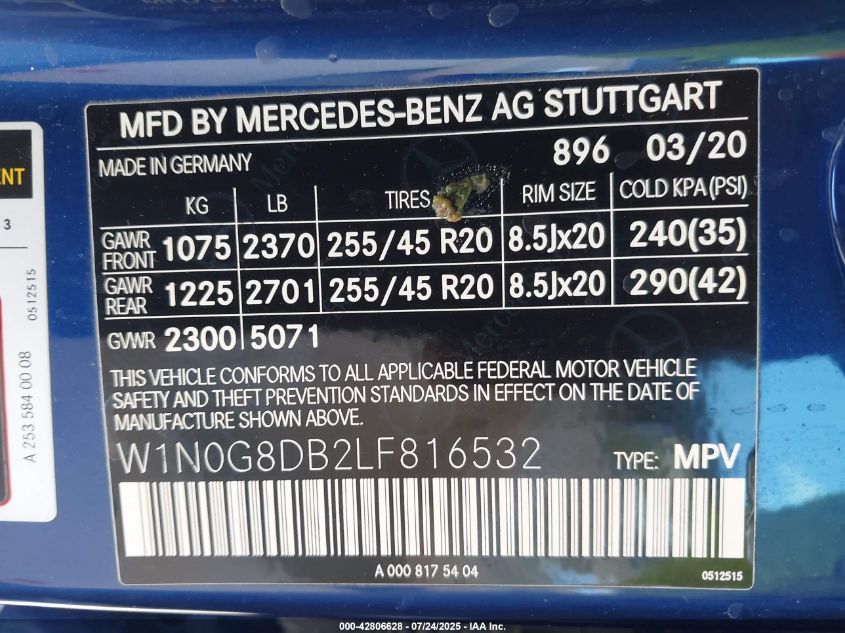 MFD BY MERCEDES-BENZ AG STUTTGART
MADE IN GERMANY 896 03/20
KG LB TIRES RIM SIZE COLD KPA (PSI)
GAWR FRONT 1075 2370 255/45 R20 8.5Jx20 240(35)
GAWR REAR 1225 2701 255/45 R20 8.5Jx20 290(42)
GVWR 2300 5071
THIS VEHICLE CONFORMS TO ALL APPLICABLE FEDERAL MOTOR VEHICLE
SAFETY AND THEFT PREVENTION STANDARDS IN EFFECT ON THE DATE OF
MANUFACTURE SHOWN ABOVE.
W1N0G8DB2LF816532 TYPE: MPV
A 000 817 54 04 0512515
3
0512515
A 253 584 00 08
000-42806628 - 07/24/2025 - IAA Inc.